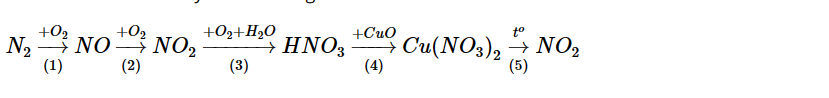 N₂ +O₂→(1) NO +O₂→(2) NO₂ +O₂+H₂O→(3) HNO₃ +CuO→(4) Cu(NO₃)₂ t°→(5) NO₂